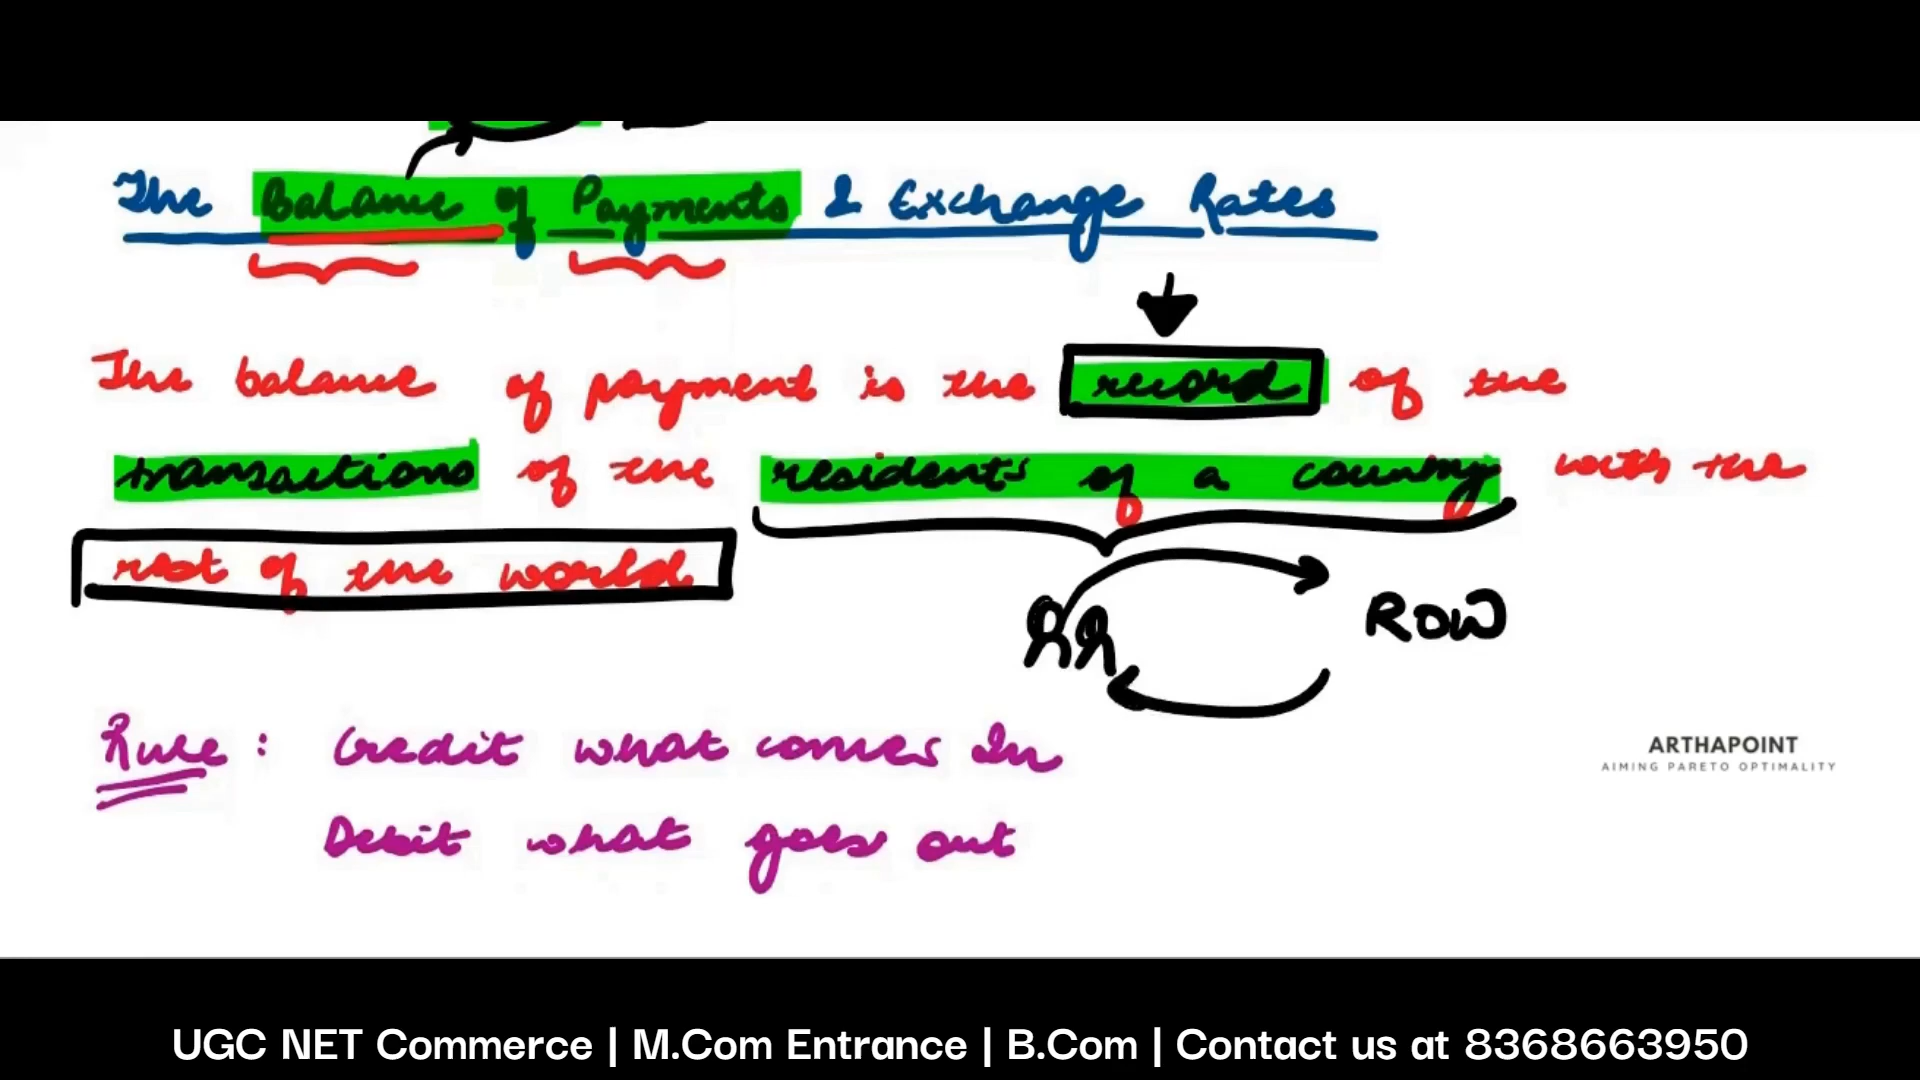 The Balance of Payments & Exchange Rates
The balance of payment is the record of the
transactions of the residents of a country with the
rest of the world
RR ROW
Rule : Credit what comes In
Debit what goes out
ARTHAPOINT
AIMING PARETO OPTIMALITY
UGC NET Commerce | M.Com Entrance | B.Com | Contact us at 8368663950